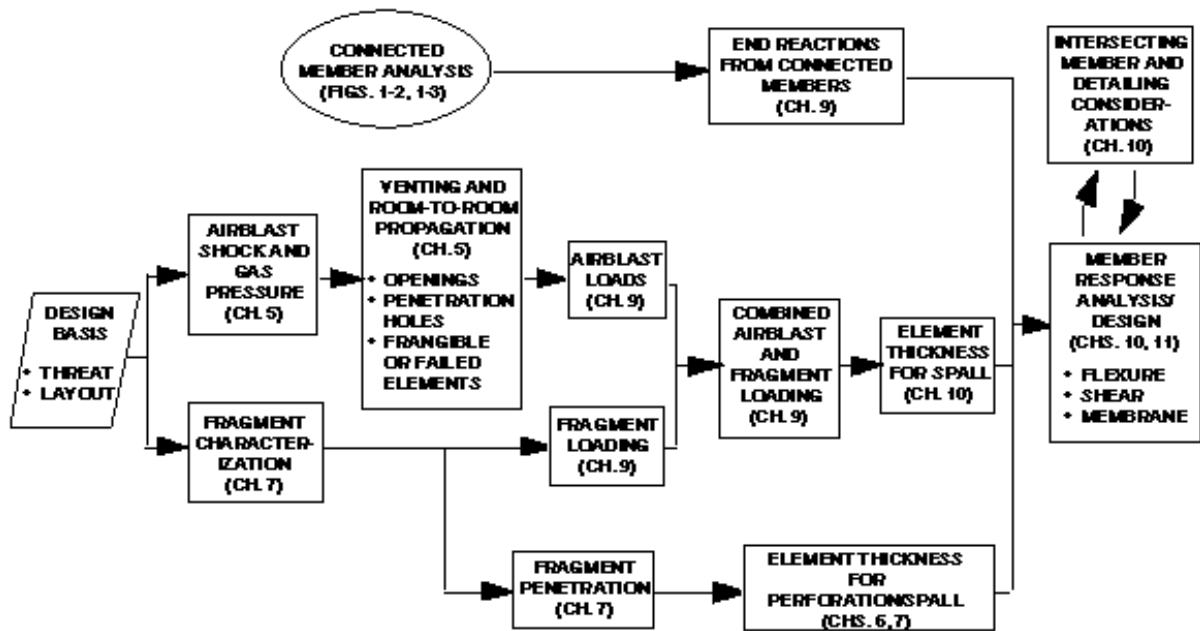 CONNECTED
MEMBER ANALYSIS
(FIGS. 1-2, 1-3)
END REACTIONS
FROM CONNECTED
MEMBERS
(CH. 9)
INTERSECTING
MEMBER AND
DETAILING
CONSIDER-
ATIONS
(CH. 10)
DESIGN
BASIS
• THREAT
• LAYOUT
AIRBLAST
SHOCK AND
GAS
PRESSURE
(CH. 5)
VENTING AND
ROOM-TO-ROOM
PROPAGATION
(CH. 5)
• OPENINGS
• PENETRATION
HOLES
• FRANGIBLE
OR FAILED
ELEMENTS
AIRBLAST
LOADS
(CH. 9)
COMBINED
AIRBLAST
AND
FRAGMENT
LOADING
(CH. 9)
ELEMENT
THICKNESS
FOR SPALL
(CH. 10)
MEMBER
RESPONSE
ANALYSIS/
DESIGN
(CHS. 10, 11)
• FLEXURE
• SHEAR
• MEMBRANE
FRAGMENT
CHARACTER-
IZATION
(CH. 7)
FRAGMENT
LOADING
(CH. 9)
FRAGMENT
PENETRATION
(CH. 7)
ELEMENT THICKNESS
FOR
PERFORATION/SPALL
(CHS. 6,7)